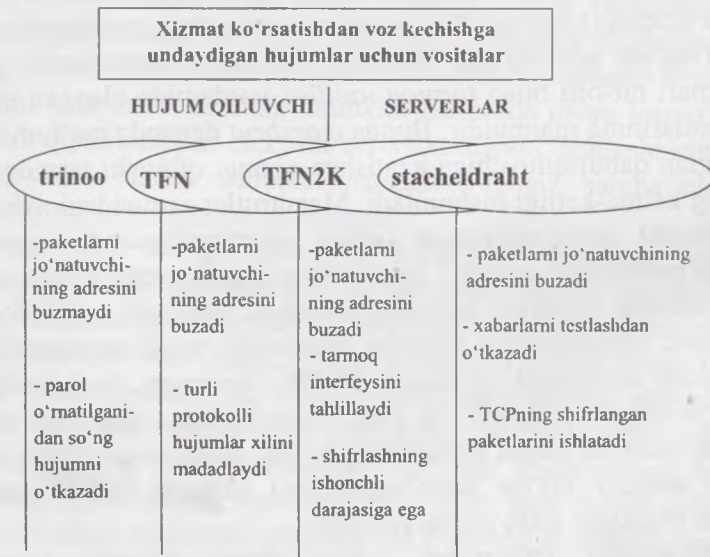 Xizmat ko‘rsatishdan voz kechishga
undaydigan hujumlar uchun vositalar
HUJUM QILUVCHI SERVERLAR
trinoo TFN TFN2K stacheldraht
-paketlarni
jo‘natuvchi-
ning adresini
buzmaydi
- parol
o‘rnatilgani-
dan so‘ng
hujumni
o‘tkazadi
-paketlarni
jo‘natuvchi-
ning adresini
buzadi
- turli
protokolli
hujumlar xilini
madadlaydi
-paketlarni
jo‘natuvchi-
ning adresini
buzadi
- tarmoq
interfeysini
tahlillaydi
- shifrlashning
ishonchli
darajasiga ega
- paketlarni jo‘natuvchining
adresini buzadi
- xabarlarni testlashdan
o‘tkazadi
- TCPning shifrlangan
paketlarini ishlatadi